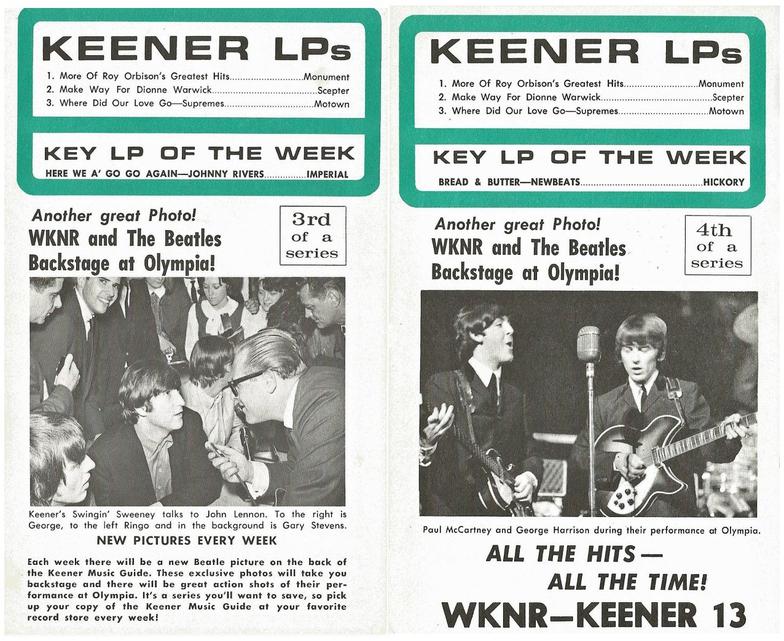 KEENER LPs
1. More Of Roy Orbison's Greatest Hits..............................Monument
2. Make Way For Dionne Warwick..............................Scepter
3. Where Did Our Love Go—Supremes..............................Motown
KEY LP OF THE WEEK
HERE WE A' GO GO AGAIN—JOHNNY RIVERS....................IMPERIAL
Another great Photo!
WKNR and The Beatles
Backstage at Olympia!
3rd
of a
series
Keener's Swingin' Sweeney talks to John Lennon. To the right is
George, to the left Ringo and in the background is Gary Stevens.
NEW PICTURES EVERY WEEK
Each week there will be a new Beatle picture on the back of
the Keener Music Guide. These exclusive photos will take you
backstage and there will be great action shots of their per-
formance at Olympia. It's a series you'll want to save, so pick
up your copy of the Keener Music Guide at your favorite
record store every week!
KEENER LPs
1. More Of Roy Orbison's Greatest Hits..............................Monument
2. Make Way For Dionne Warwick..............................Scepter
3. Where Did Our Love Go—Supremes..............................Motown
KEY LP OF THE WEEK
BREAD & BUTTER—NEWBEATS..............................HICKORY
Another great Photo!
WKNR and The Beatles
Backstage at Olympia!
4th
of a
series
Paul McCartney and George Harrison during their performance at Olympia.
ALL THE HITS—
ALL THE TIME!
WKNR—KEENER 13